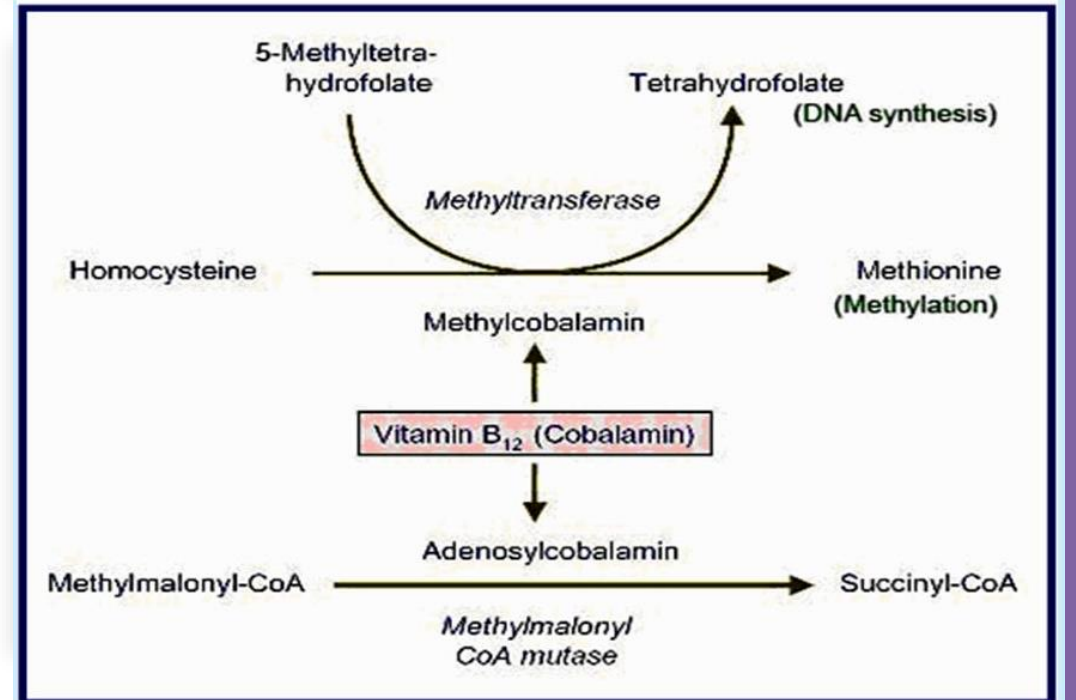 5-Methyltetra-
hydrofolate
Tetrahydrofolate
(DNA synthesis)
Methyltransferase
Homocysteine
Methionine
(Methylation)
Methylcobalamin
Vitamin B₁₂ (Cobalamin)
Adenosylcobalamin
Methylmalonyl-CoA
Succinyl-CoA
Methylmalonyl
CoA mutase